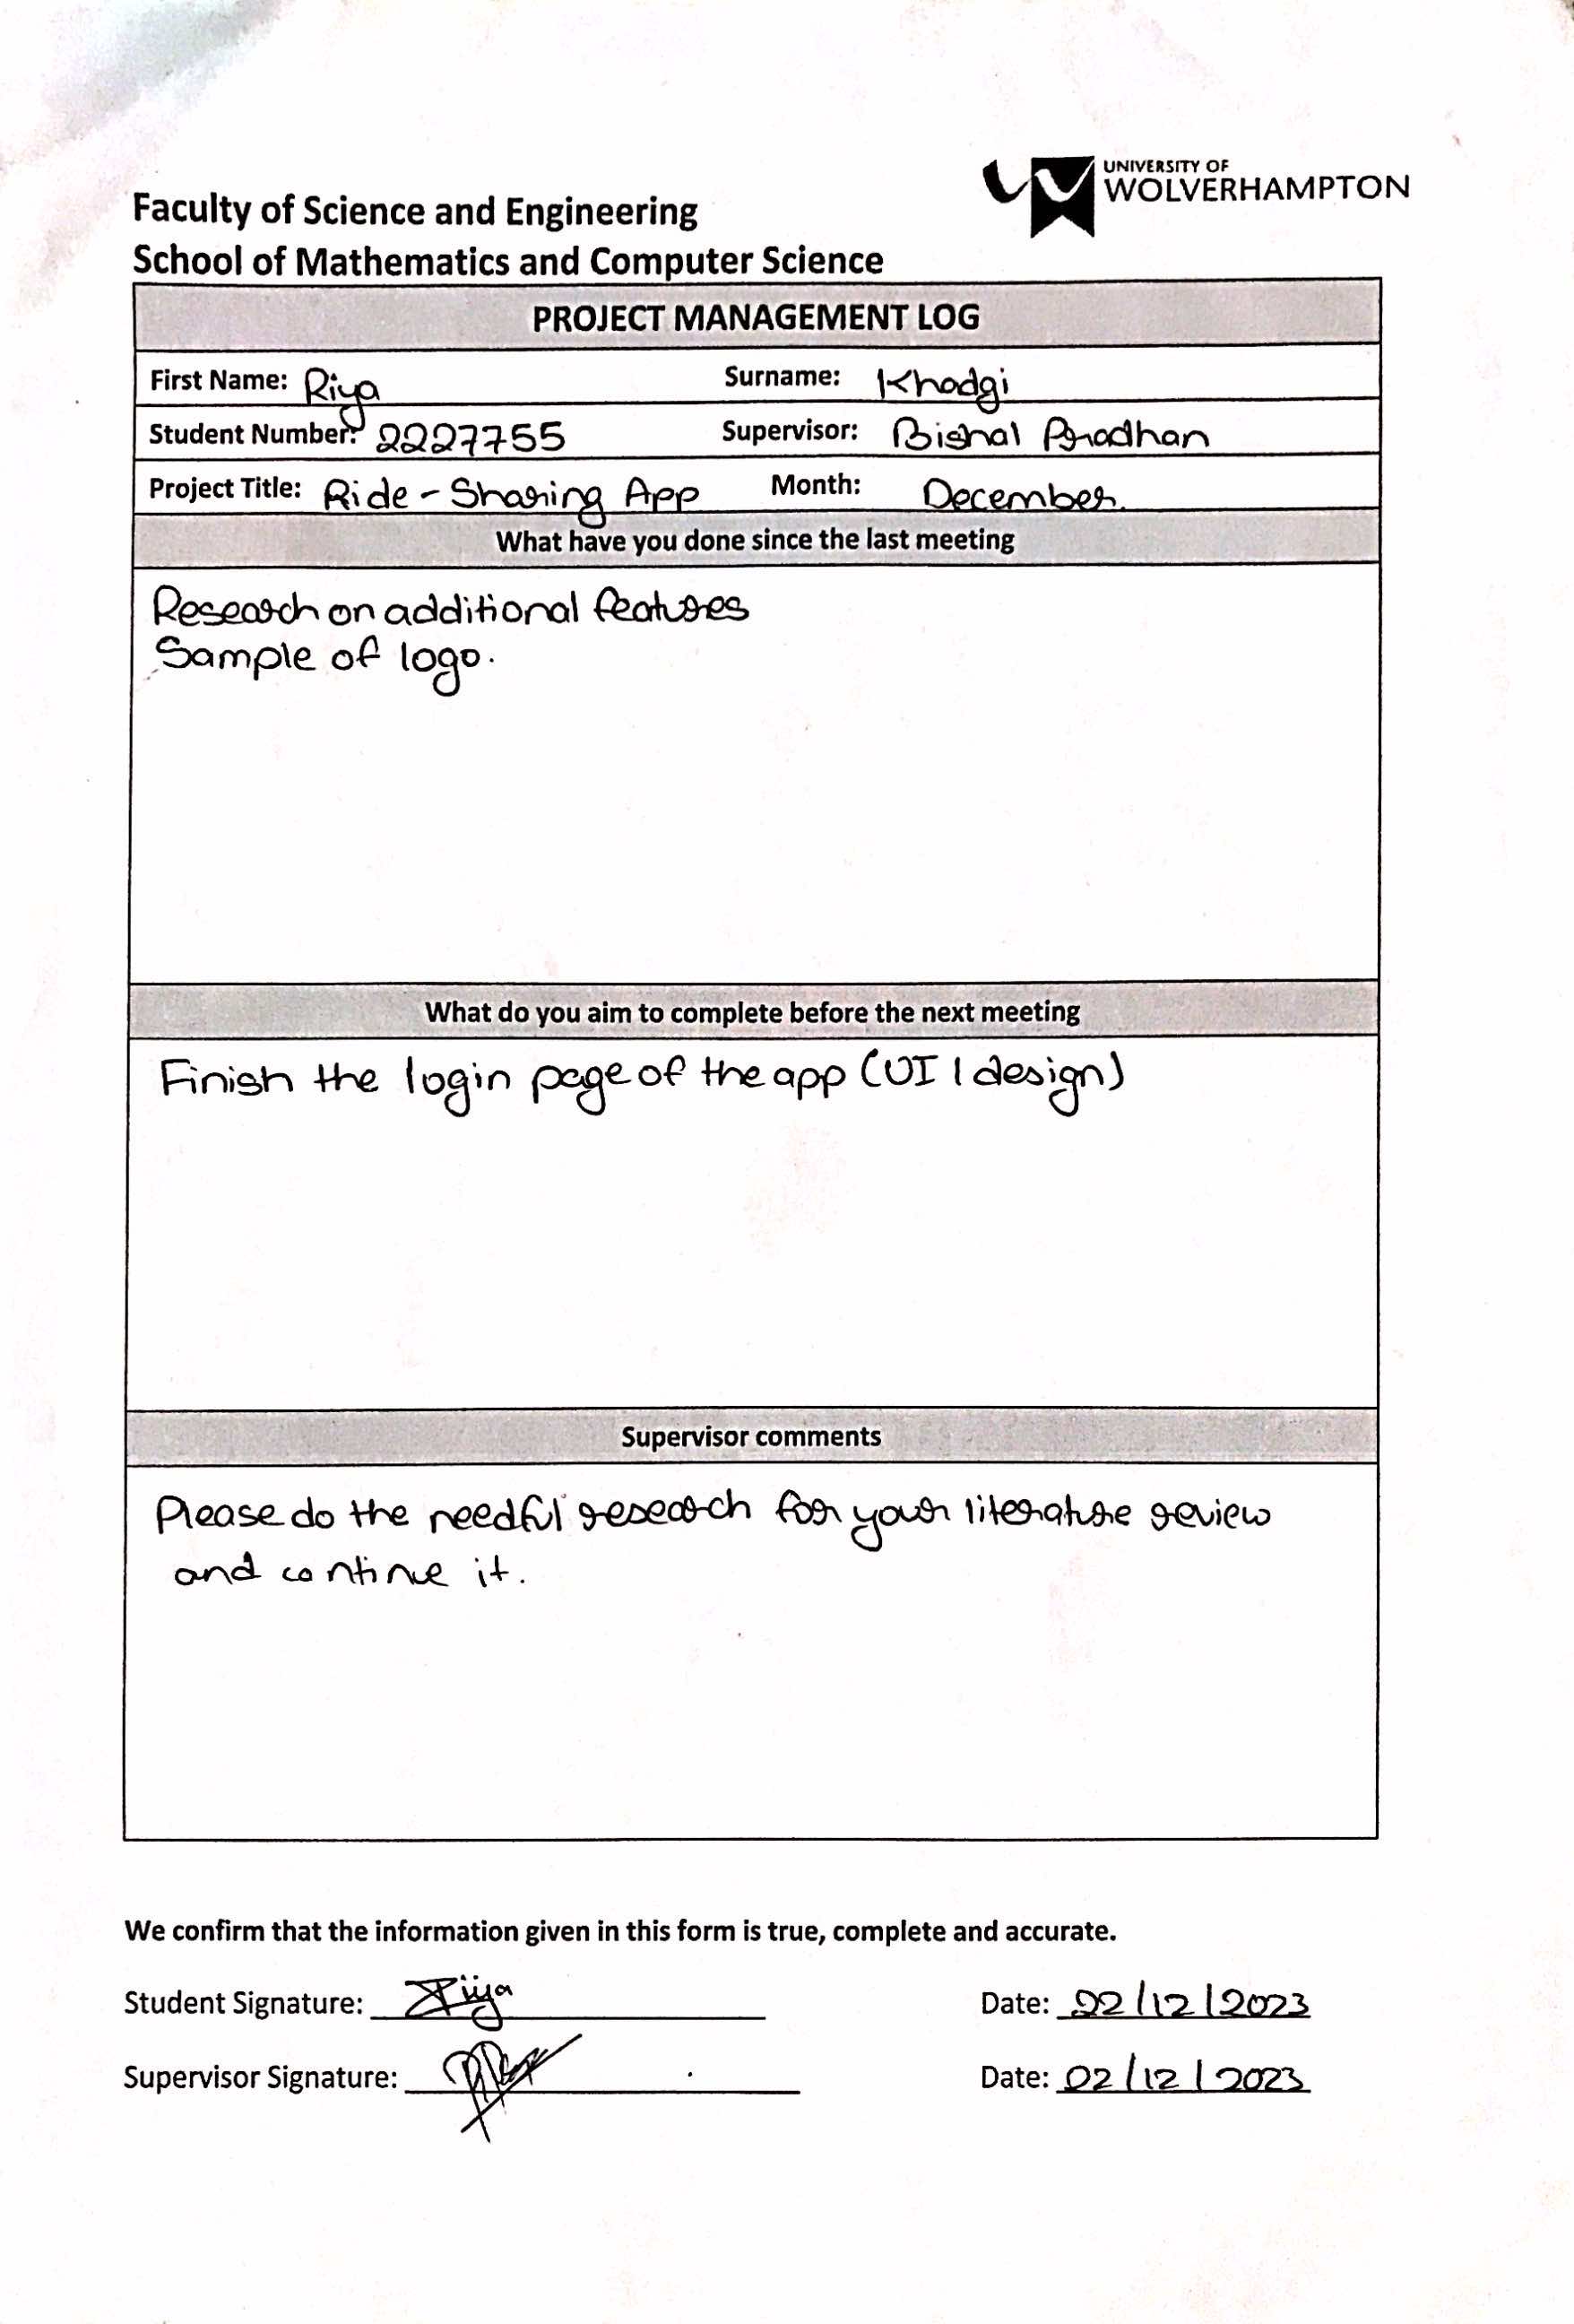 UNIVERSITY OF
WOLVERHAMPTON
Faculty of Science and Engineering
School of Mathematics and Computer Science
PROJECT MANAGEMENT LOG
First Name: Riya Surname: Khadgi
Student Number: 2227755 Supervisor: Bishal Pradhan
Project Title: Ride - Sharing App Month: December.
What have you done since the last meeting
Research on additional features
Sample of logo.
What do you aim to complete before the next meeting
Finish the login page of the app (UI / design)
Supervisor comments
Please do the needful research for your literature review
and continue it.
We confirm that the information given in this form is true, complete and accurate.
Student Signature: Riya Date: 02/12/2023
Supervisor Signature: Date: 02/12/2023